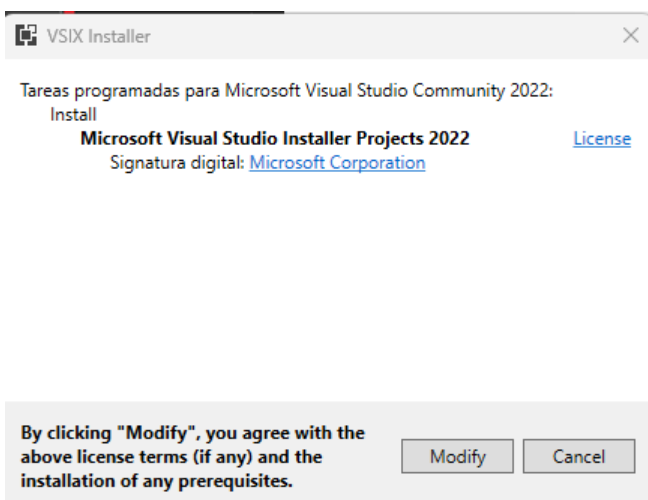 VSIX Installer
Tareas programadas para Microsoft Visual Studio Community 2022:
Install
Microsoft Visual Studio Installer Projects 2022 License
Signatura digital: Microsoft Corporation
By clicking "Modify", you agree with the
above license terms (if any) and the
installation of any prerequisites.
Modify Cancel